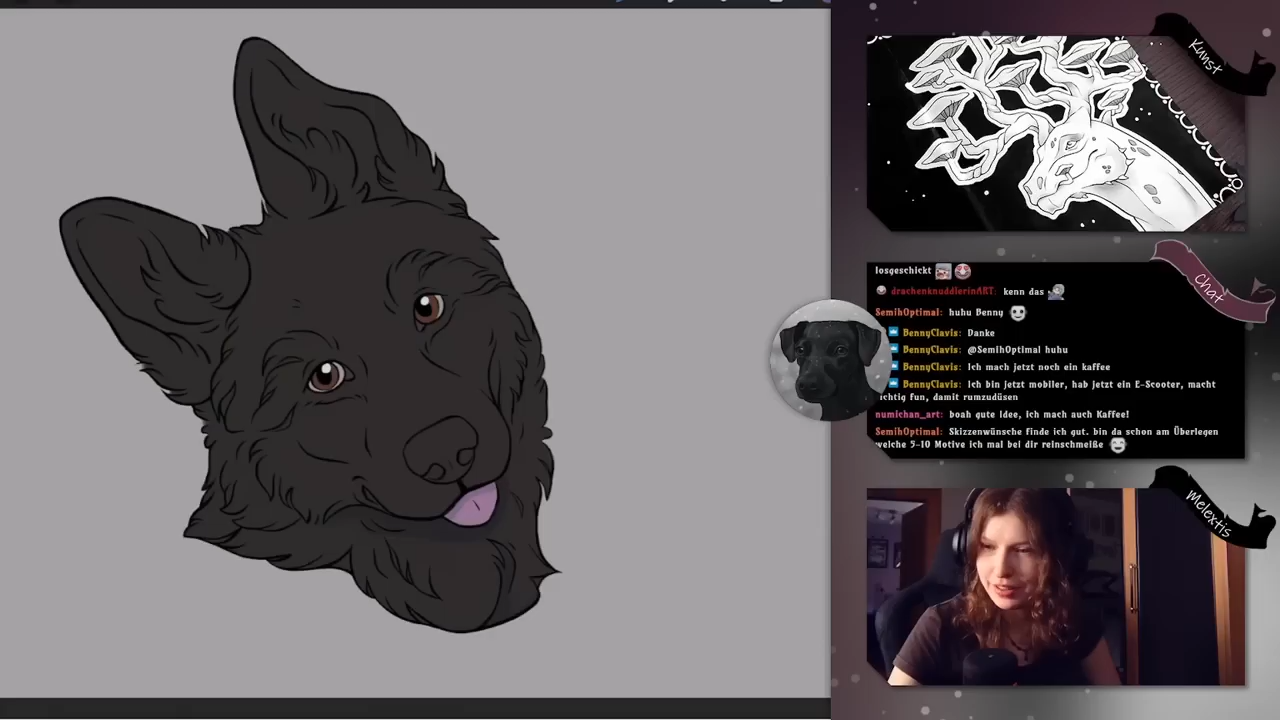 Kunst
losgeschickt
drachenknuddlerinART: kenn das
Chat
SemihOptimal: huhu Benny
BennyClavis: Danke
BennyClavis: @SemihOptimal huhu
BennyClavis: Ich mach jetzt noch ein kaffee
BennyClavis: Ich bin jetzt mobiler, hab jetzt ein E-Scooter, macht
ichtig fun, damit rumzudüsen
numichan_art: boah gute Idee, ich mach auch Kaffee!
SemihOptimal: Skizzenwünsche finde ich gut. bin da schon am Überlegen
welche 5-10 Motive ich mal bei dir reinschmeiße
Melextis